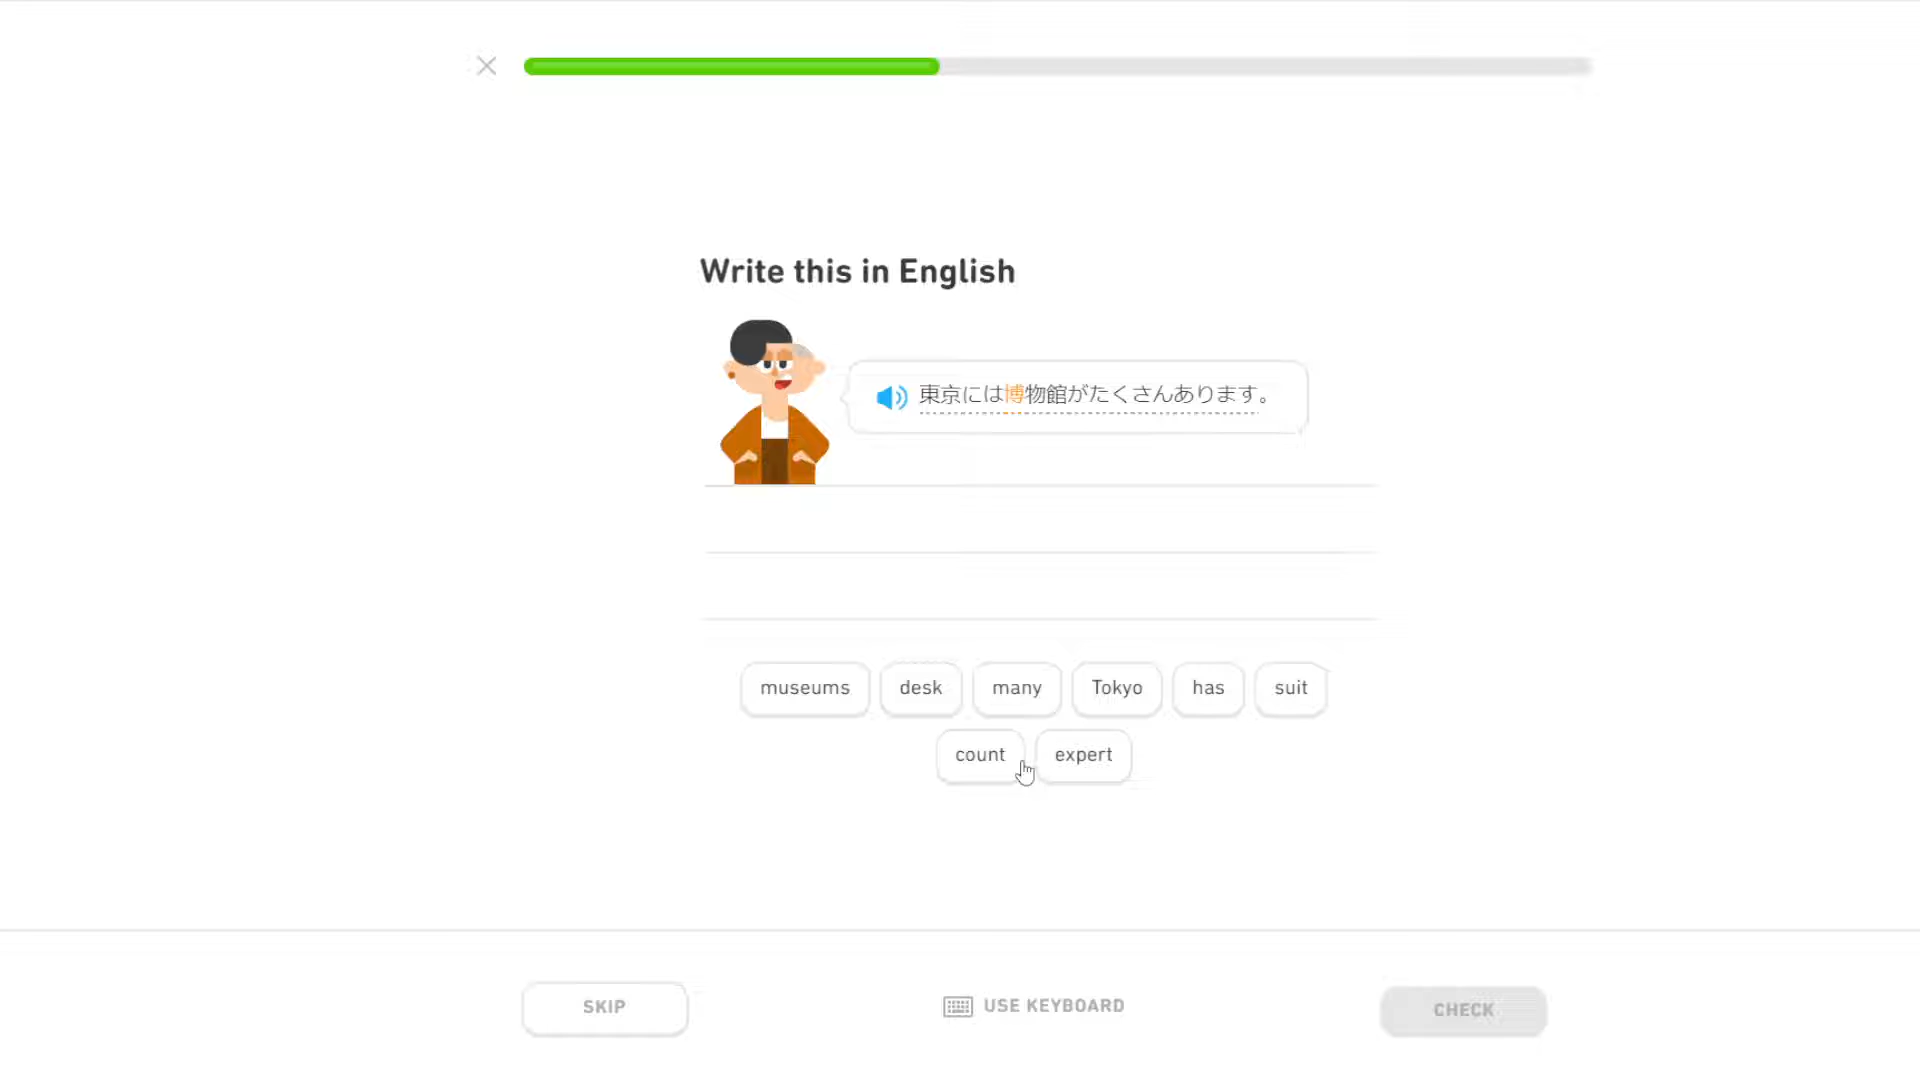 Write this in English
東京には博物館がたくさんあります。
museums desk many Tokyo has suit
count expert
SKIP USE KEYBOARD CHECK